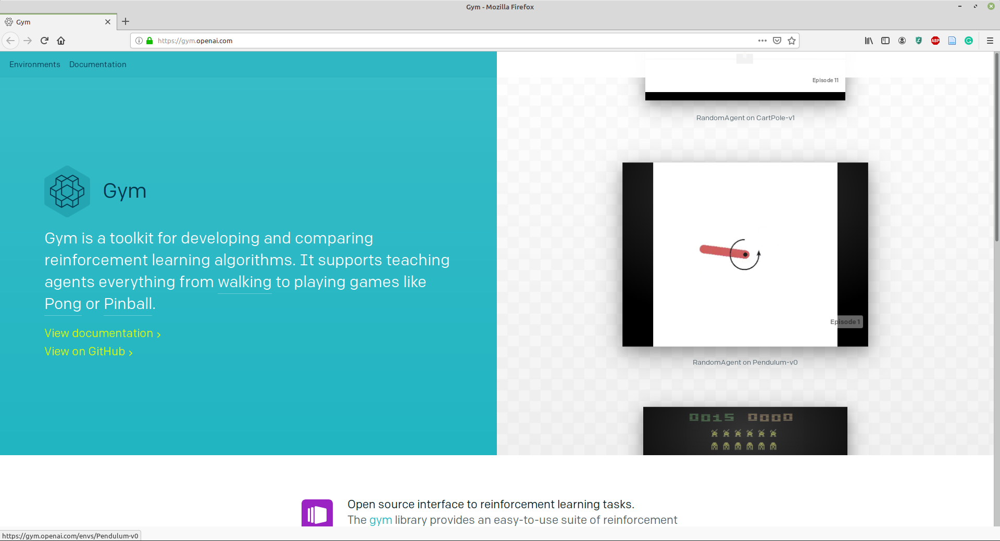 Gym - Mozilla Firefox
Gym
https://gym.openai.com
ABP
Environments Documentation
Gym
Gym is a toolkit for developing and comparing
reinforcement learning algorithms. It supports teaching
agents everything from walking to playing games like
Pong or Pinball.
View documentation >
View on GitHub >
Episode 11
RandomAgent on CartPole-v1
Episode 1
RandomAgent on Pendulum-v0
0015 0000
Open source interface to reinforcement learning tasks.
The gym library provides an easy-to-use suite of reinforcement
https://gym.openai.com/envs/Pendulum-v0